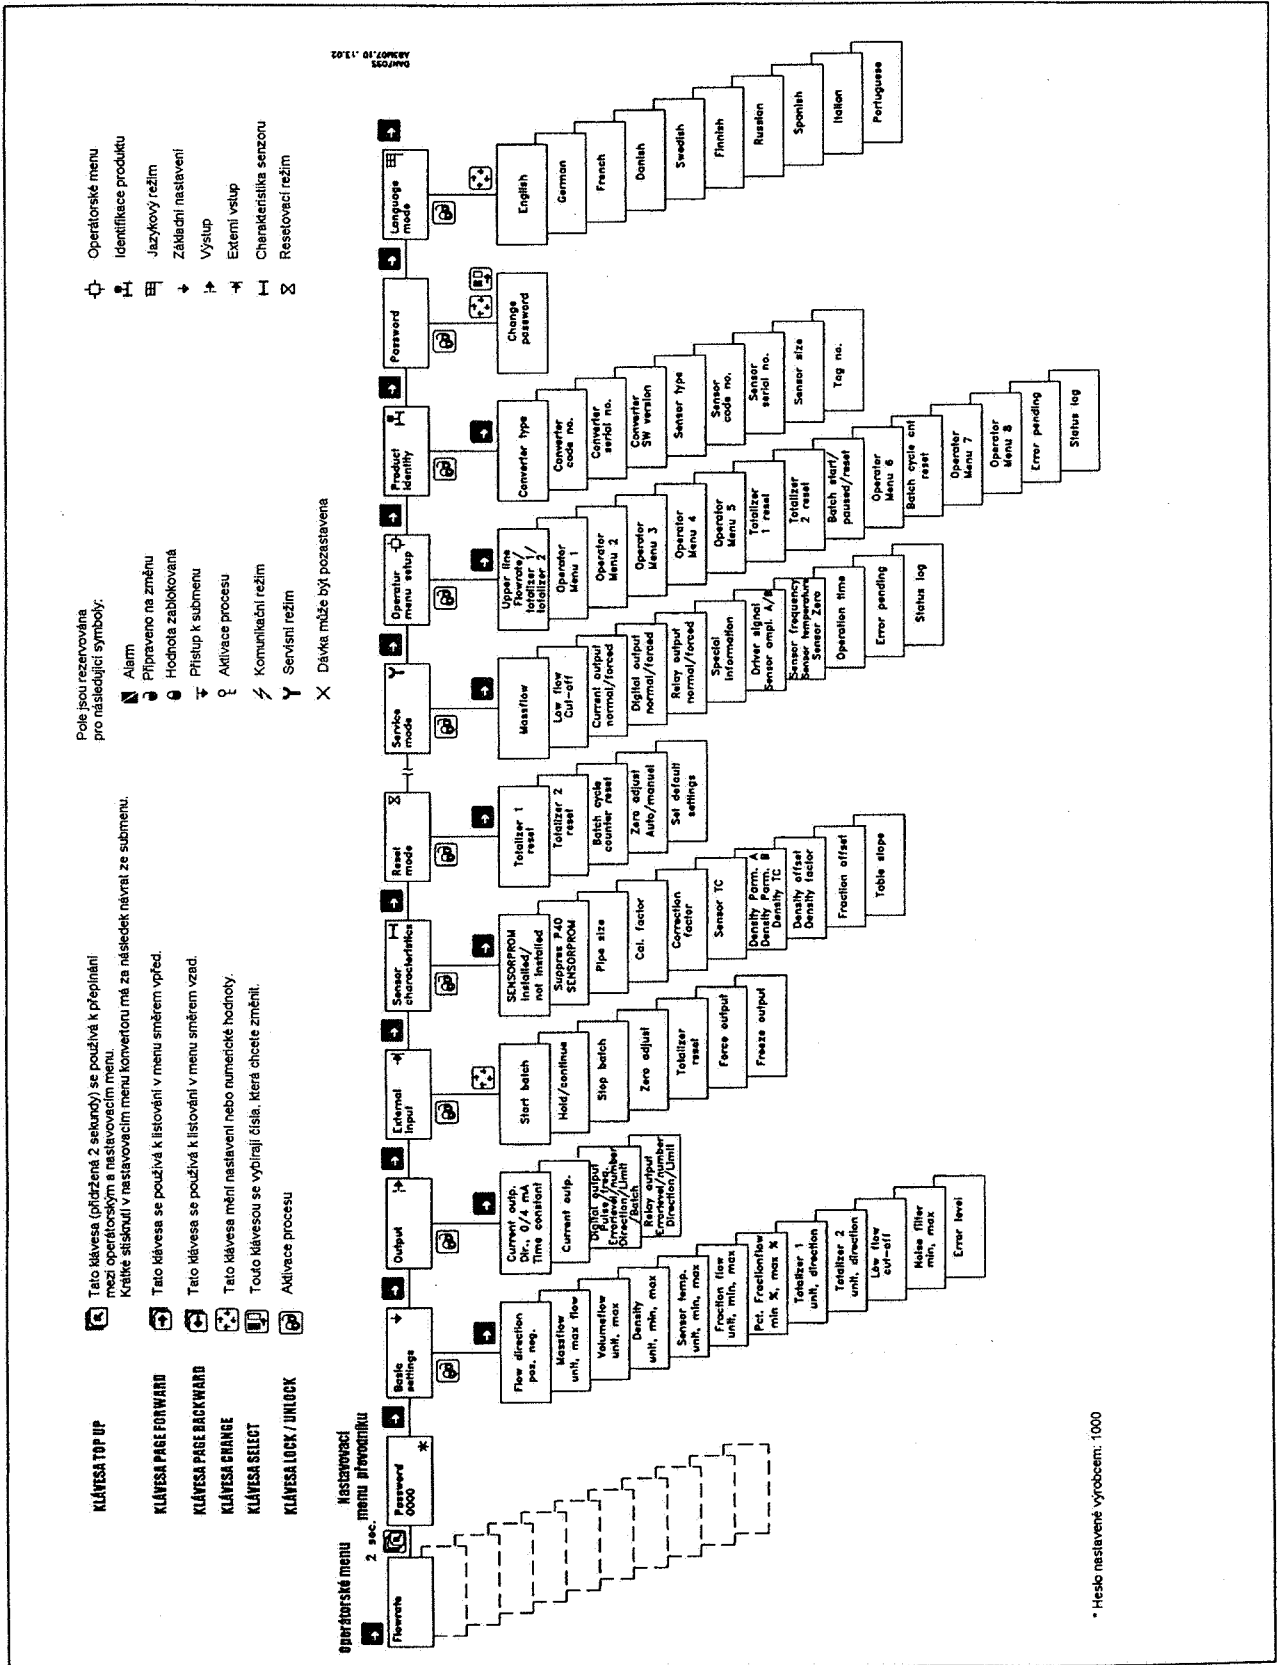 KLÁVESA TOP UP
Tato klávesa (přidržená 2 sekundy) se používá k přepínání
mezi operátorským a nastavovacím menu.
Krátké stisknutí v nastavovacím menu konvertoru má za následek návrat ze submenu.
KLÁVESA PAGE FORWARD
Tato klávesa se používá k listování v menu směrem vpřed.
KLÁVESA PAGE BACKWARD
Tato klávesa se používá k listování v menu směrem vzad.
KLÁVESA CHANGE
Tato klávesa mění nastavení nebo numerické hodnoty.
KLÁVESA SELECT
Touto klávesou se vybírají čísla, která chcete změnit.
KLÁVESA LOCK / UNLOCK
Aktivace procesu
Pole jsou rezervována
pro následující symboly:
Alarm
Připraveno na změnu
Hodnota zablokovaná
Přístup k submenu
Aktivace procesu
Komunikační režim
Servisní režim
Dávka může být pozastavena
Operátorské menu
Identifikace produktu
Jazykový režim
Základní nastavení
Výstup
Externí vstup
Charakteristika senzoru
Resetovací režim
DANFOSS
A83M07.10 .13.02
Operátorské menu
2 sec.
Nastavovací
menu převodníku
Flowrate
Password
0000
*
Basic
settings
Flow direction
pos. neg.
Massflow
unit, max flow
Volumeflow
unit, max
Density
unit, min, max
Sensor temp.
unit, min, max
Fraction flow
unit, min, max
Pct. Fractionflow
min %, max %
Totalizer 1
unit, direction
Totalizer 2
unit, direction
Low flow
cut-off
Noise filter
min, max
Error level
Output
Current outp.
Dir., 0/4 mA
Time constant
Current outp.
Digital output
Pulse/freq.
Errorlevel/number
Direction/Limit
/Batch
Relay output
Errorlevel/number
Direction/Limit
External
input
Start batch
Hold/continue
Stop batch
Zero adjust
Totalizer
reset
Force output
Freeze output
Sensor
characteristics
SENSORPROM
installed/
not installed
Suppres P40
SENSORPROM
Pipe size
Cal. factor
Correction
factor
Sensor TC
Density Parm. A
Density Parm. B
Density TC
Density offset
Density factor
Fraction offset
Table slope
Reset
mode
Totalizer 1
reset
Totalizer 2
reset
Batch cycle
counter reset
Zero adjust
Auto/manuel
Set default
settings
Service
mode
Massflow
Low flow
Cut-off
Current output
normal/forced
Digital output
normal/forced
Relay output
normal/forced
Special
information
Driver signal
Sensor ampl. A/B
Sensor frequency
Sensor temperature
Sensor Zero
Operation time
Error pending
Status log
Operatur
menu setup
Upper line
Flowrate/
totalizer 1/
totalizer 2
Operator
Menu 1
Operator
Menu 2
Operator
Menu 3
Operator
Menu 4
Operator
Menu 5
Totalizer
1 reset
Totalizer
2 reset
Batch start/
paused/reset
Operator
Menu 6
Batch cycle cnt
reset
Operator
Menu 7
Operator
Menu 8
Error pending
Status log
Product
identity
Converter type
Converter
code no.
Converter
serial no.
Converter
SW version
Sensor type
Sensor
code no.
Sensor
serial no.
Sensor size
Tag no.
Password
Change
password
Language
mode
English
German
French
Danish
Swedish
Finnish
Russian
Spanish
Italian
Portuguese
* Heslo nastavené výrobcem: 1000